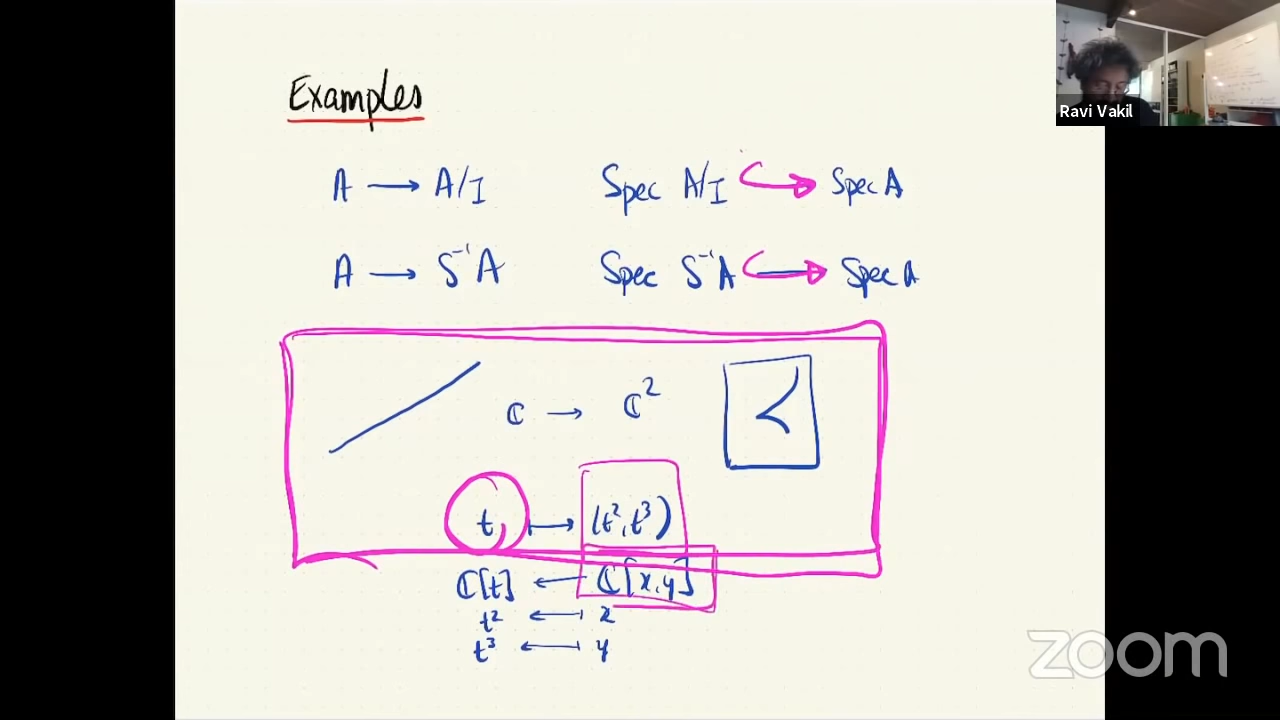 Examples
A → A/I Spec A/I ↪ Spec A
A → S⁻¹A Spec S⁻¹A ↪ Spec A
ℂ → ℂ²
t ↦ (t², t³)
ℂ[t] ← ℂ[x,y]
t² ↤ x
t³ ↤ y
Ravi Vakil
zoom